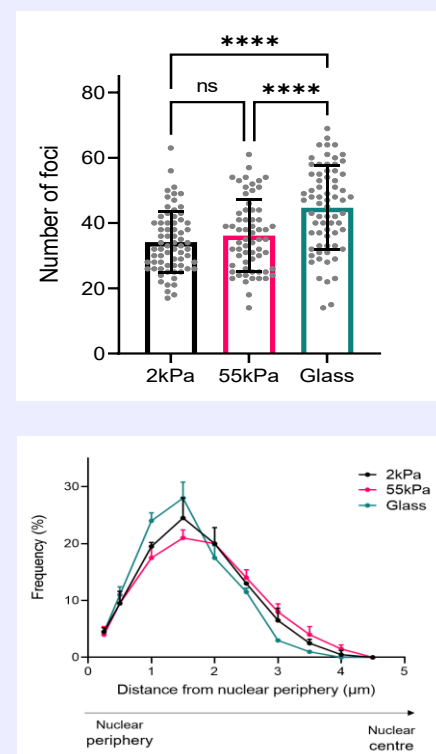 ****
ns ****
80
60
40
20
0
Number of foci
2kPa 55kPa Glass
2kPa
55kPa
Glass
30
20
10
0
Frequency (%)
0 1 2 3 4 5
Distance from nuclear periphery (µm)
Nuclear
periphery
Nuclear
centre